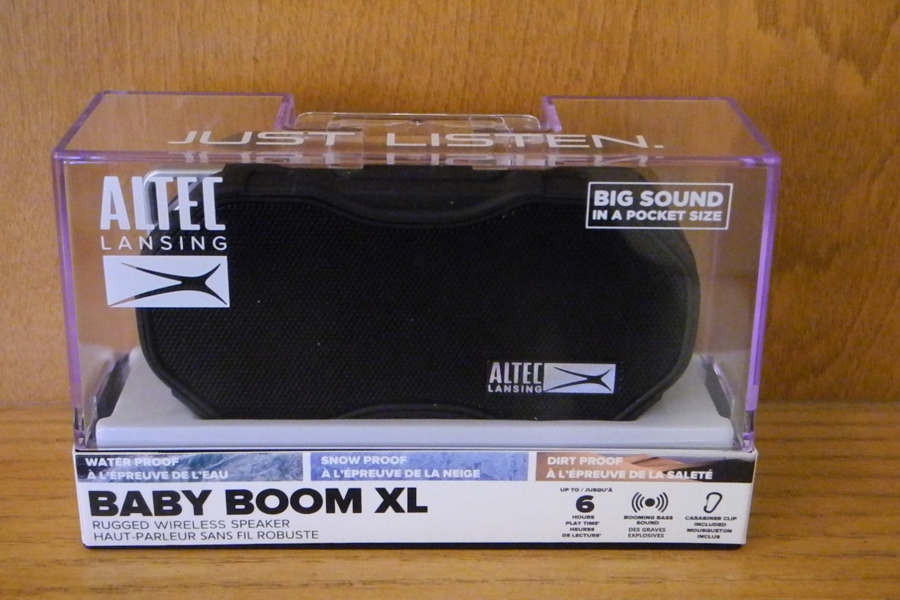 JUST LISTEN.
ALTEC
LANSING
BIG SOUND
IN A POCKET SIZE
ALTEC
LANSING
WATER PROOF
À L'ÉPREUVE DE L'EAU
SNOW PROOF
À L'ÉPREUVE DE LA NEIGE
DIRT PROOF
À L'ÉPREUVE DE LA SALETÉ
BABY BOOM XL
RUGGED WIRELESS SPEAKER
HAUT-PARLEUR SANS FIL ROBUSTE
UP TO / JUSQU'À
6
HOURS
PLAY TIME*
HEURES
DE LECTURE*
BOOMING BASS
SOUND
DES GRAVES
EXPLOSIVES
CARABINER CLIP
INCLUDED
MOUSQUETON
INCLUS